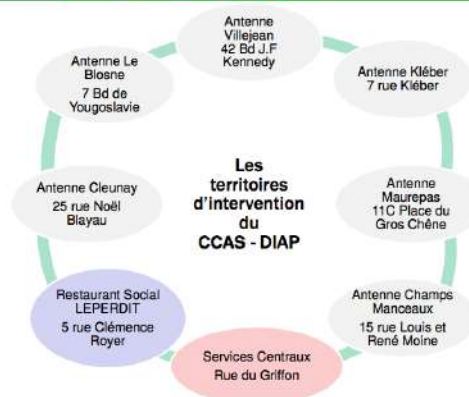 Antenne
Villejean
42 Bd J.F
Kennedy
Antenne Kléber
7 rue Kléber
Antenne
Maurepas
11C Place du
Gros Chêne
Antenne Champs
Manceaux
15 rue Louis et
René Moine
Services Centraux
Rue du Griffon
Restaurant Social
LEPERDIT
5 rue Clémence
Royer
Antenne Cleunay
25 rue Noël
Blayau
Antenne Le
Blosne
7 Bd de
Yougoslavie
Les
territoires
d'intervention
du
CCAS - DIAP